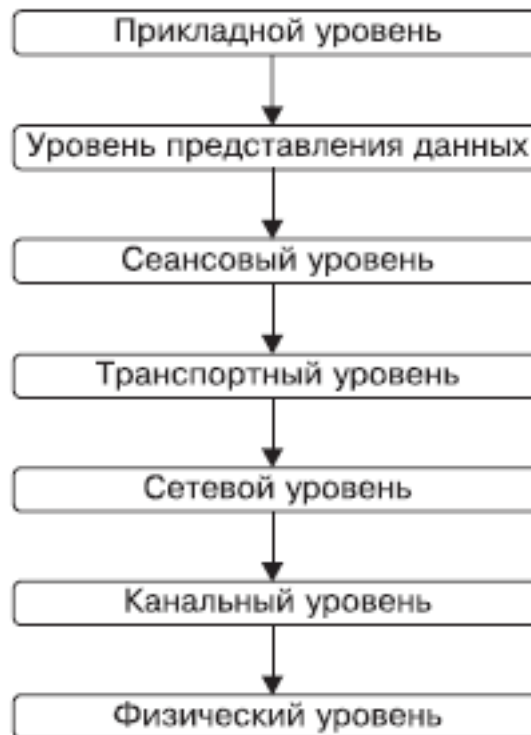 Прикладной уровень
Уровень представления данных
Сеансовый уровень
Транспортный уровень
Сетевой уровень
Канальный уровень
Физический уровень